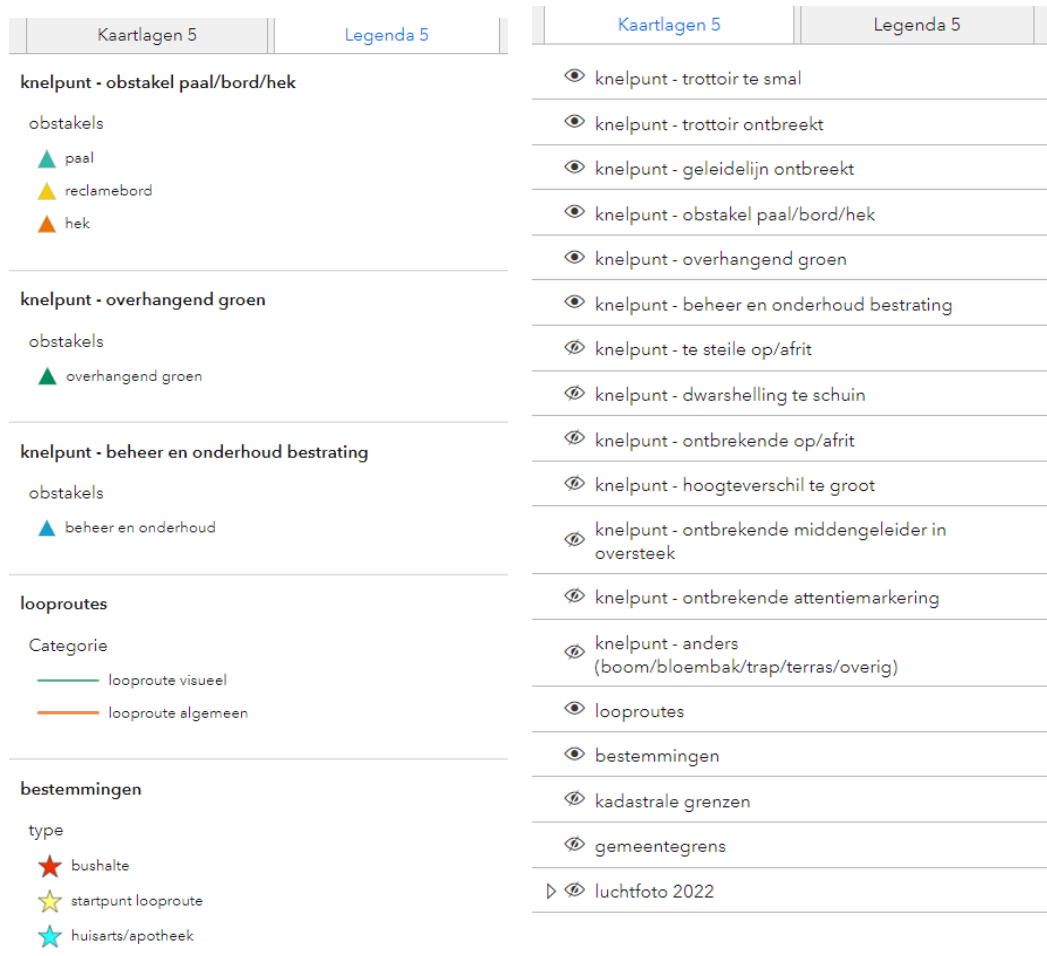 Kaartlagen 5
Legenda 5
knelpunt - obstakel paal/bord/hek
obstakels
paal
reclamebord
hek
knelpunt - overhangend groen
obstakels
overhangend groen
knelpunt - beheer en onderhoud bestrating
obstakels
beheer en onderhoud
looproutes
Categorie
looproute visueel
looproute algemeen
bestemmingen
type
bushalte
startpunt looproute
huisarts/apotheek
Kaartlagen 5
Legenda 5
knelpunt - trottoir te smal
knelpunt - trottoir ontbreekt
knelpunt - geleidelijn ontbreekt
knelpunt - obstakel paal/bord/hek
knelpunt - overhangend groen
knelpunt - beheer en onderhoud bestrating
knelpunt - te steile op/afrit
knelpunt - dwarshelling te schuin
knelpunt - ontbrekende op/afrit
knelpunt - hoogteverschil te groot
knelpunt - ontbrekende middengeleider in
oversteek
knelpunt - ontbrekende attentiemarkering
knelpunt - anders
(boom/bloembak/trap/terras/overig)
looproutes
bestemmingen
kadastrale grenzen
gemeentegrens
luchtfoto 2022